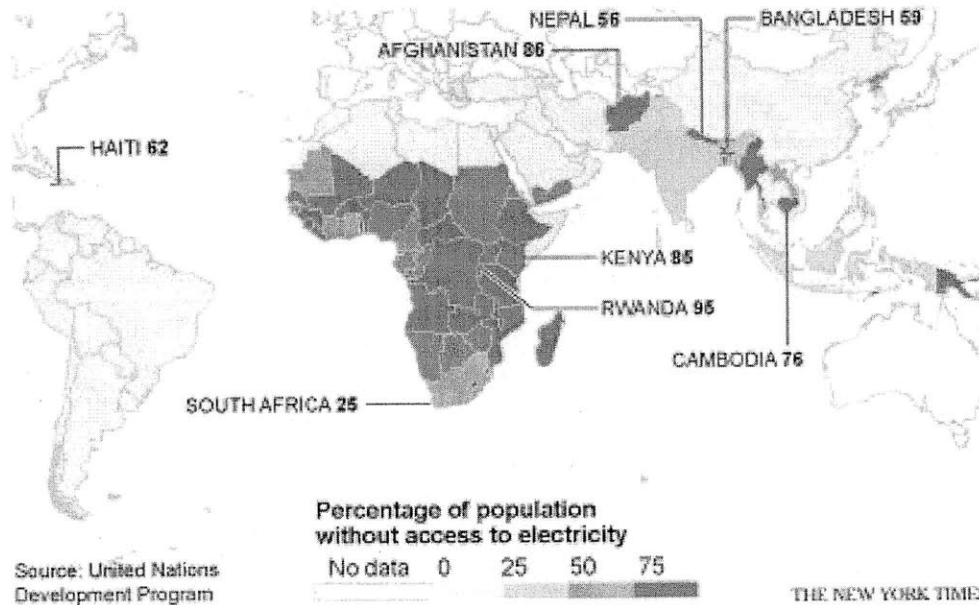 NEPAL 56
BANGLADESH 59
AFGHANISTAN 86
HAITI 62
KENYA 85
RWANDA 95
CAMBODIA 76
SOUTH AFRICA 25
Percentage of population
without access to electricity
No data 0 25 50 75
Source: United Nations
Development Program
THE NEW YORK TIME